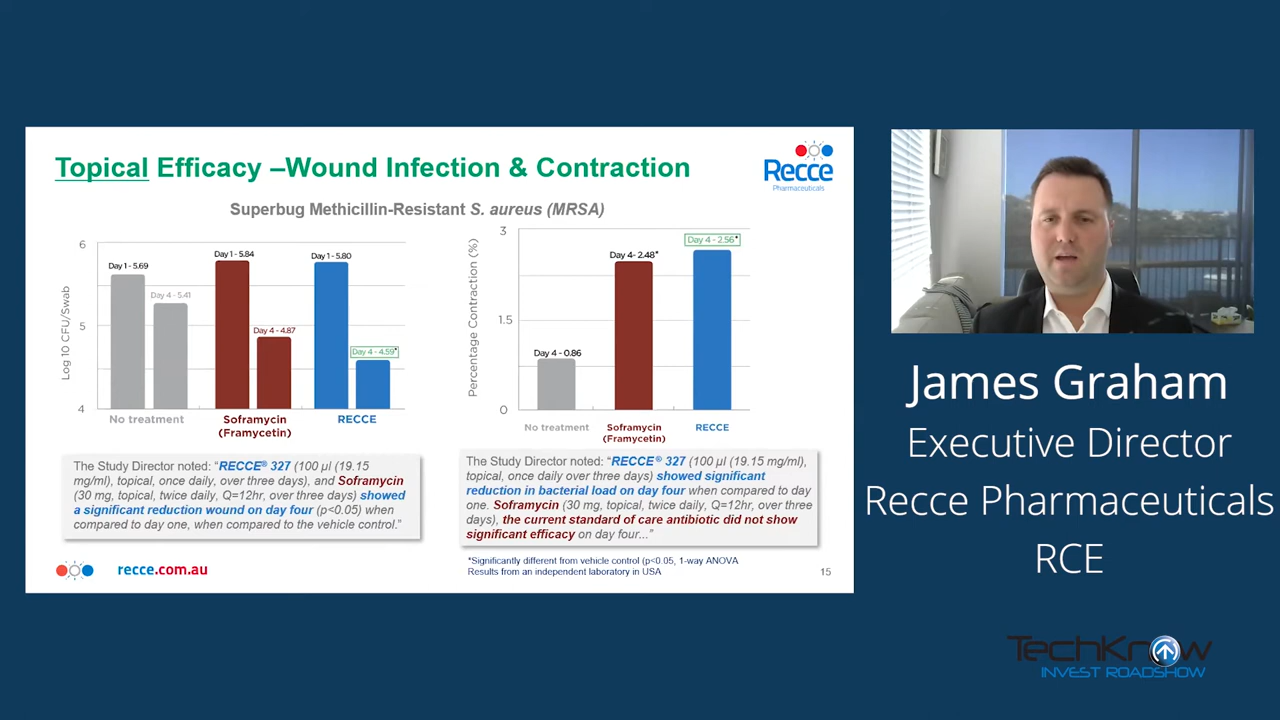 Topical Efficacy –Wound Infection & Contraction
Recce
Pharmaceuticals
Superbug Methicillin-Resistant S. aureus (MRSA)
Log 10 CFU/Swab
6
5
4
Day 1 - 5.69
Day 4 - 5.41
Day 1 - 5.84
Day 4 - 4.87
Day 1 - 5.80
Day 4 - 4.59*
No treatment
Soframycin
(Framycetin)
RECCE
Percentage Contraction (%)
3
1.5
0
Day 4 - 0.86
Day 4- 2.48*
Day 4 - 2.56*
No treatment
Soframycin
(Framycetin)
RECCE
The Study Director noted: “RECCE® 327 (100 µl (19.15
mg/ml), topical, once daily, over three days), and Soframycin
(30 mg, topical, twice daily, Q=12hr, over three days) showed
a significant reduction wound on day four (p<0.05) when
compared to day one, when compared to the vehicle control.”
The Study Director noted: “RECCE® 327 (100 µl (19.15 mg/ml),
topical, once daily over three days) showed significant
reduction in bacterial load on day four when compared to day
one. Soframycin (30 mg, topical, twice daily, Q=12hr, over three
days), the current standard of care antibiotic did not show
significant efficacy on day four...”
*Significantly different from vehicle control (p<0.05, 1-way ANOVA
Results from an independent laboratory in USA
recce.com.au
15
James Graham
Executive Director
Recce Pharmaceuticals
RCE
TechKnow
INVEST ROADSHOW